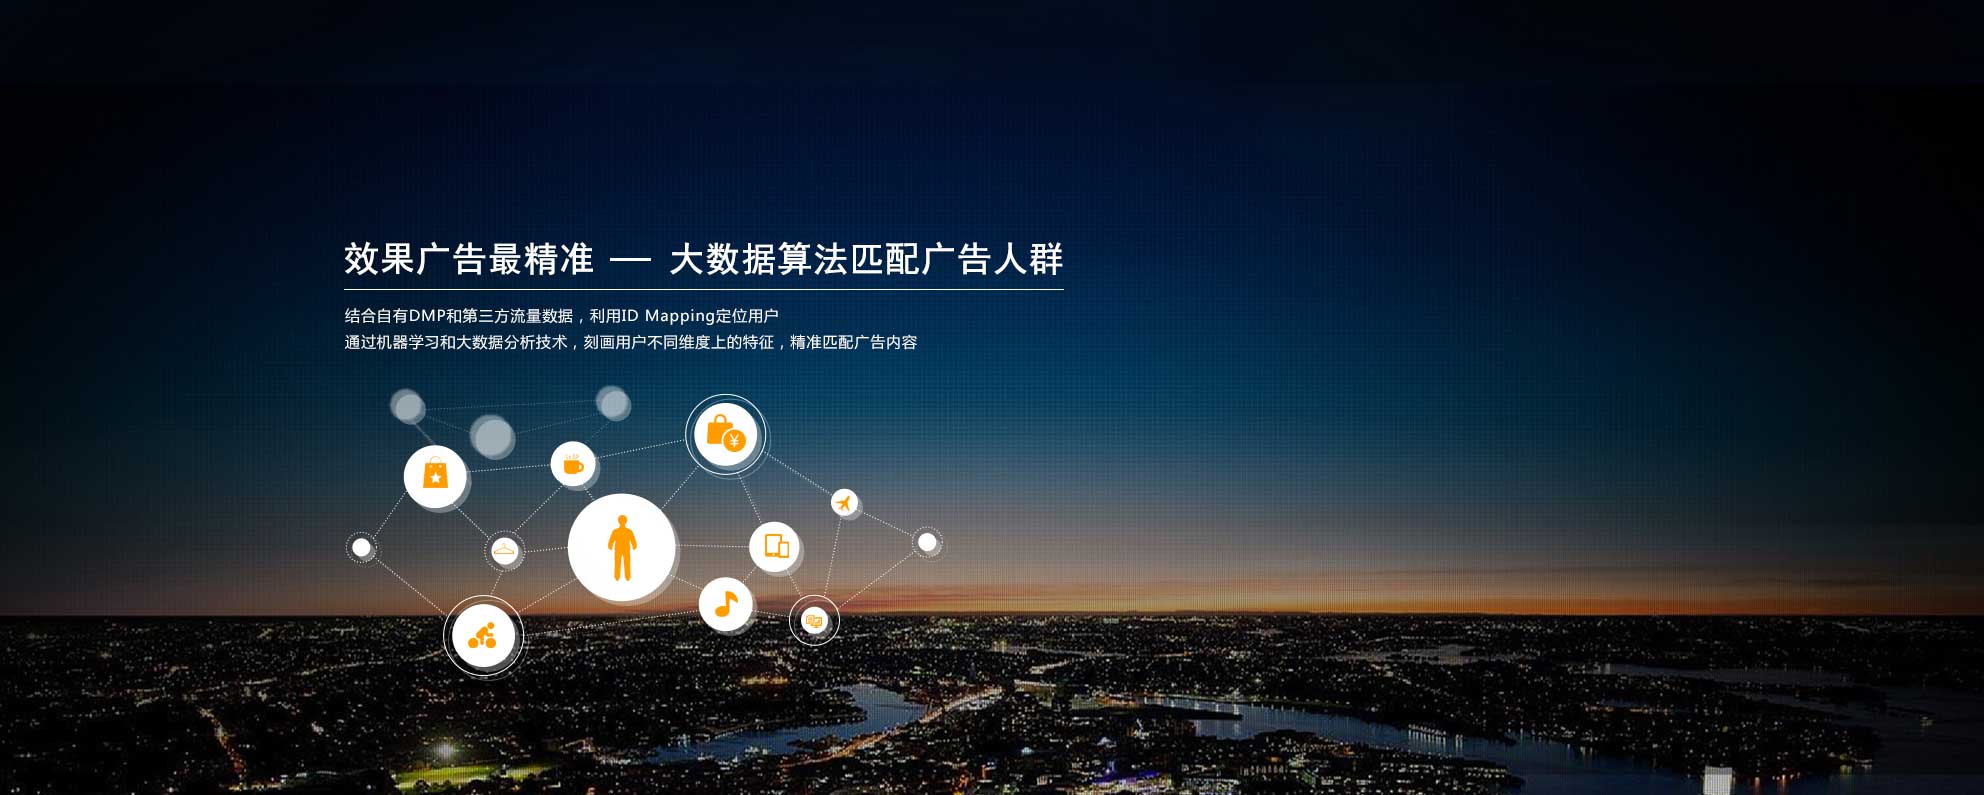 效果广告最精准 — 大数据算法匹配广告人群
结合自有DMP和第三方流量数据，利用ID Mapping定位用户
通过机器学习和大数据分析技术，刻画用户不同维度上的特征，精准匹配广告内容
¥